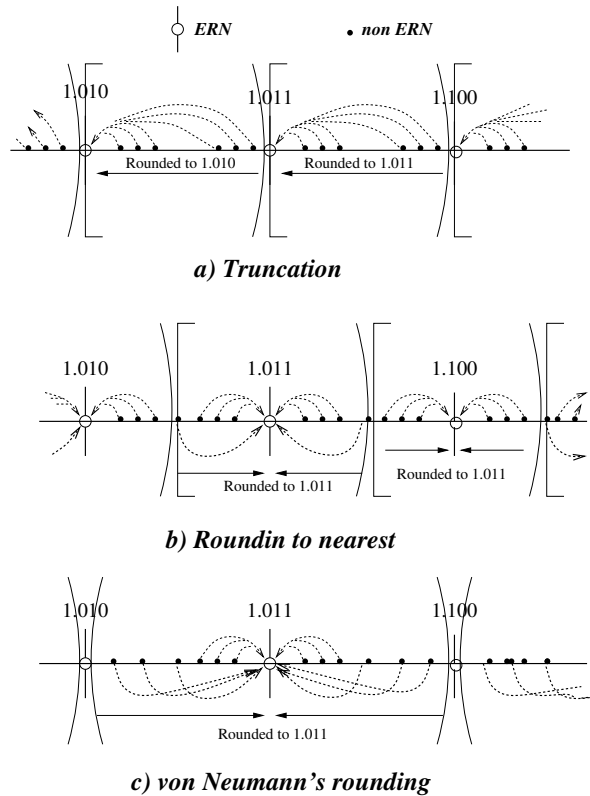 ERN non ERN
1.010 1.011 1.100
Rounded to 1.010 Rounded to 1.011
a) Truncation
1.010 1.011 1.100
Rounded to 1.011 Rounded to 1.011
b) Roundin to nearest
1.010 1.011 1.100
Rounded to 1.011
c) von Neumann's rounding